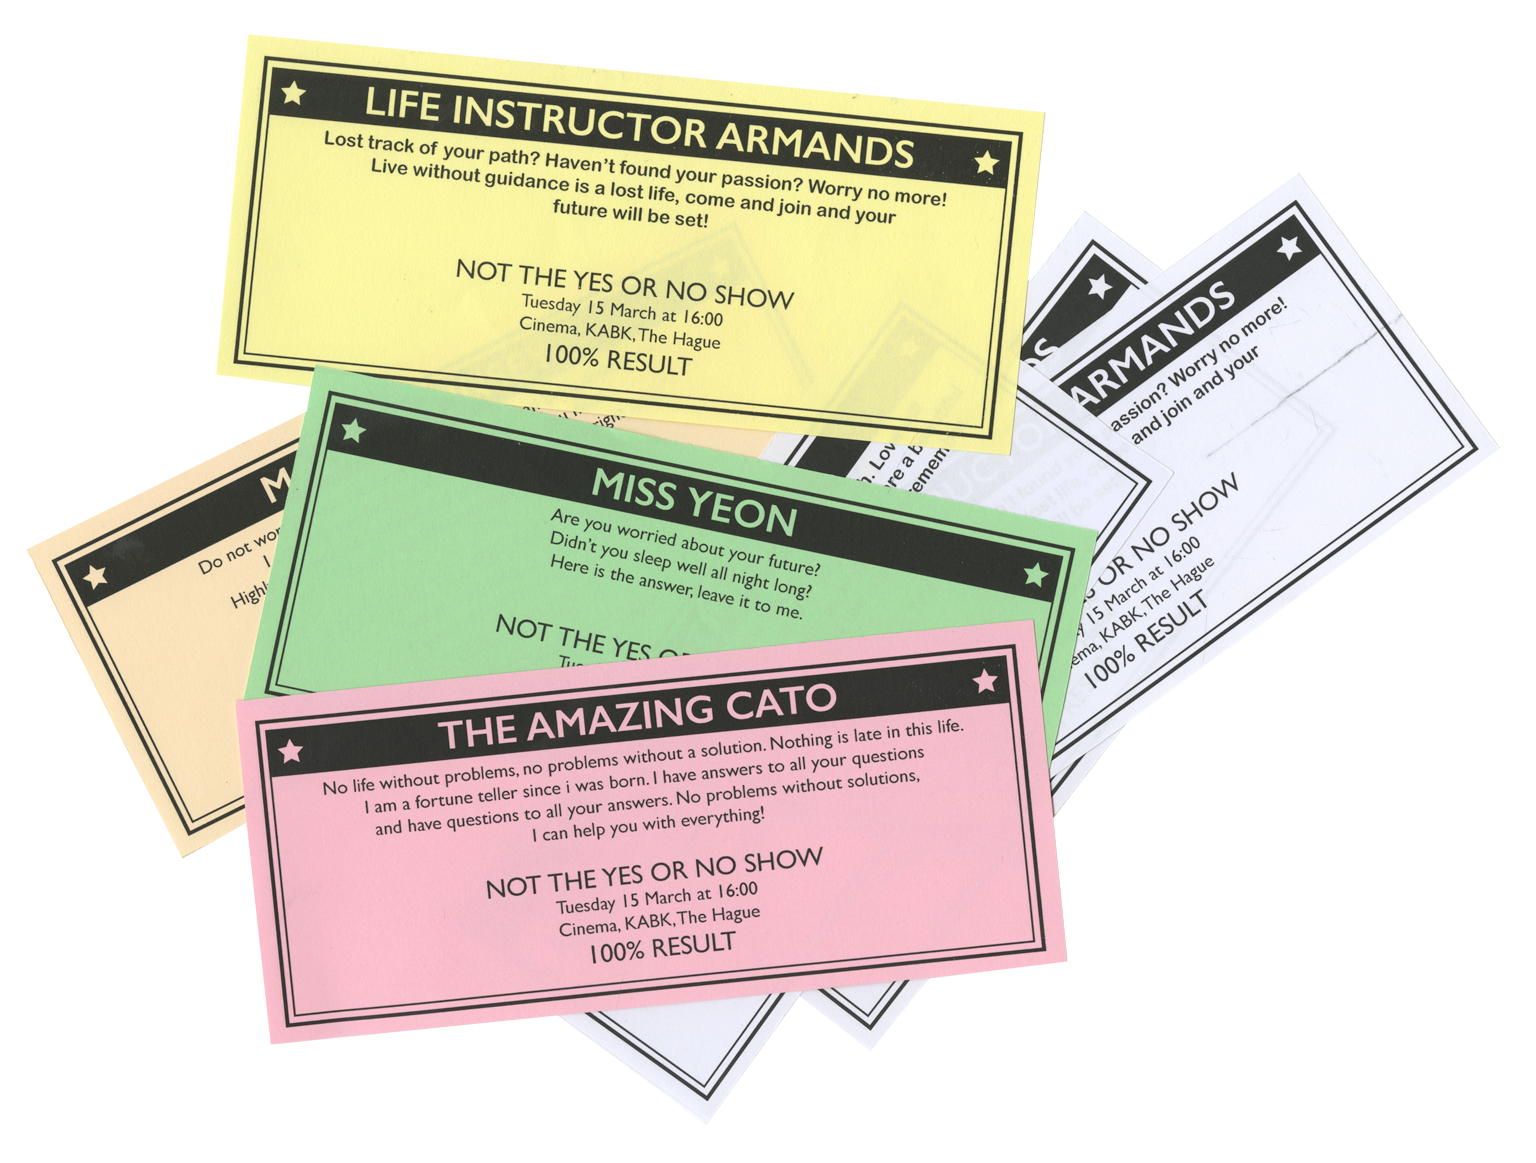 LIFE INSTRUCTOR ARMANDS
Lost track of your path? Haven't found your passion? Worry no more!
Live without guidance is a lost life, come and join and your
future will be set!
NOT THE YES OR NO SHOW
Tuesday 15 March at 16:00
Cinema, KABK, The Hague
100% RESULT
ARMANDS
Worry no more!
and join and your
OR NO SHOW
15 March at 16:00
KABK, The Hague
100% RESULT
Do not
MISS YEON
Are you worried about your future?
Didn't you sleep well all night long?
Here is the answer, leave it to me.
NOT THE YES
THE AMAZING CATO
No life without problems, no problems without a solution. Nothing is late in this life.
I am a fortune teller since i was born. I have answers to all your questions
and have questions to all your answers. No problems without solutions,
I can help you with everything!
NOT THE YES OR NO SHOW
Tuesday 15 March at 16:00
Cinema, KABK, The Hague
100% RESULT